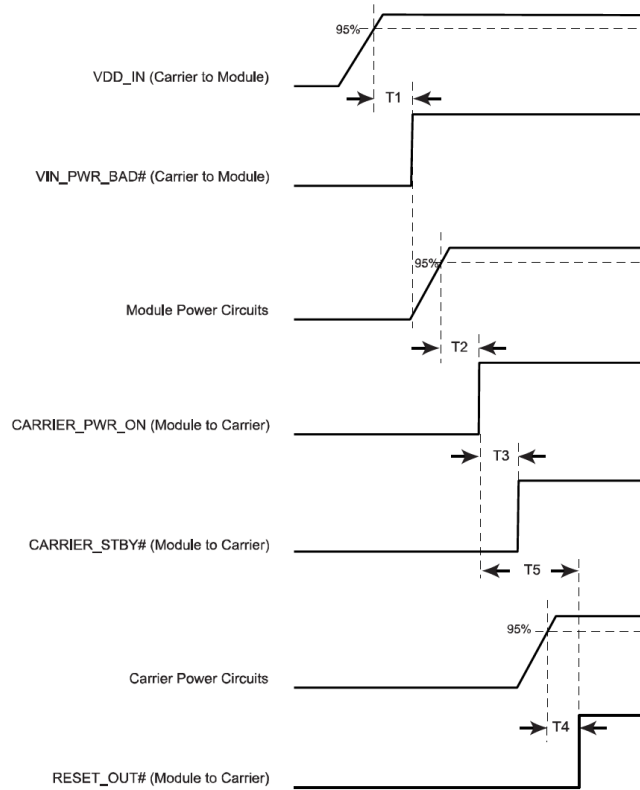 95%
VDD_IN (Carrier to Module)
T1
VIN_PWR_BAD# (Carrier to Module)
95%
Module Power Circuits
T2
CARRIER_PWR_ON (Module to Carrier)
T3
CARRIER_STBY# (Module to Carrier)
T5
95%
Carrier Power Circuits
T4
RESET_OUT# (Module to Carrier)